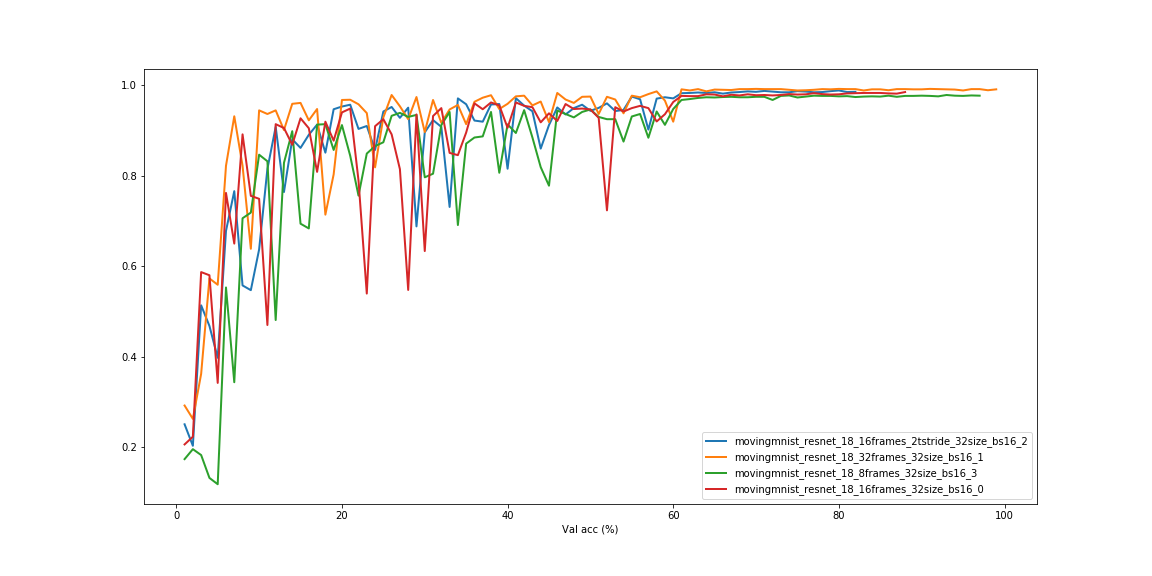 1.0
0.8
0.6
0.4
0.2
0 20 40 60 80 100
Val acc (%)
movingmnist_resnet_18_16frames_2tstride_32size_bs16_2
movingmnist_resnet_18_32frames_32size_bs16_1
movingmnist_resnet_18_8frames_32size_bs16_3
movingmnist_resnet_18_16frames_32size_bs16_0